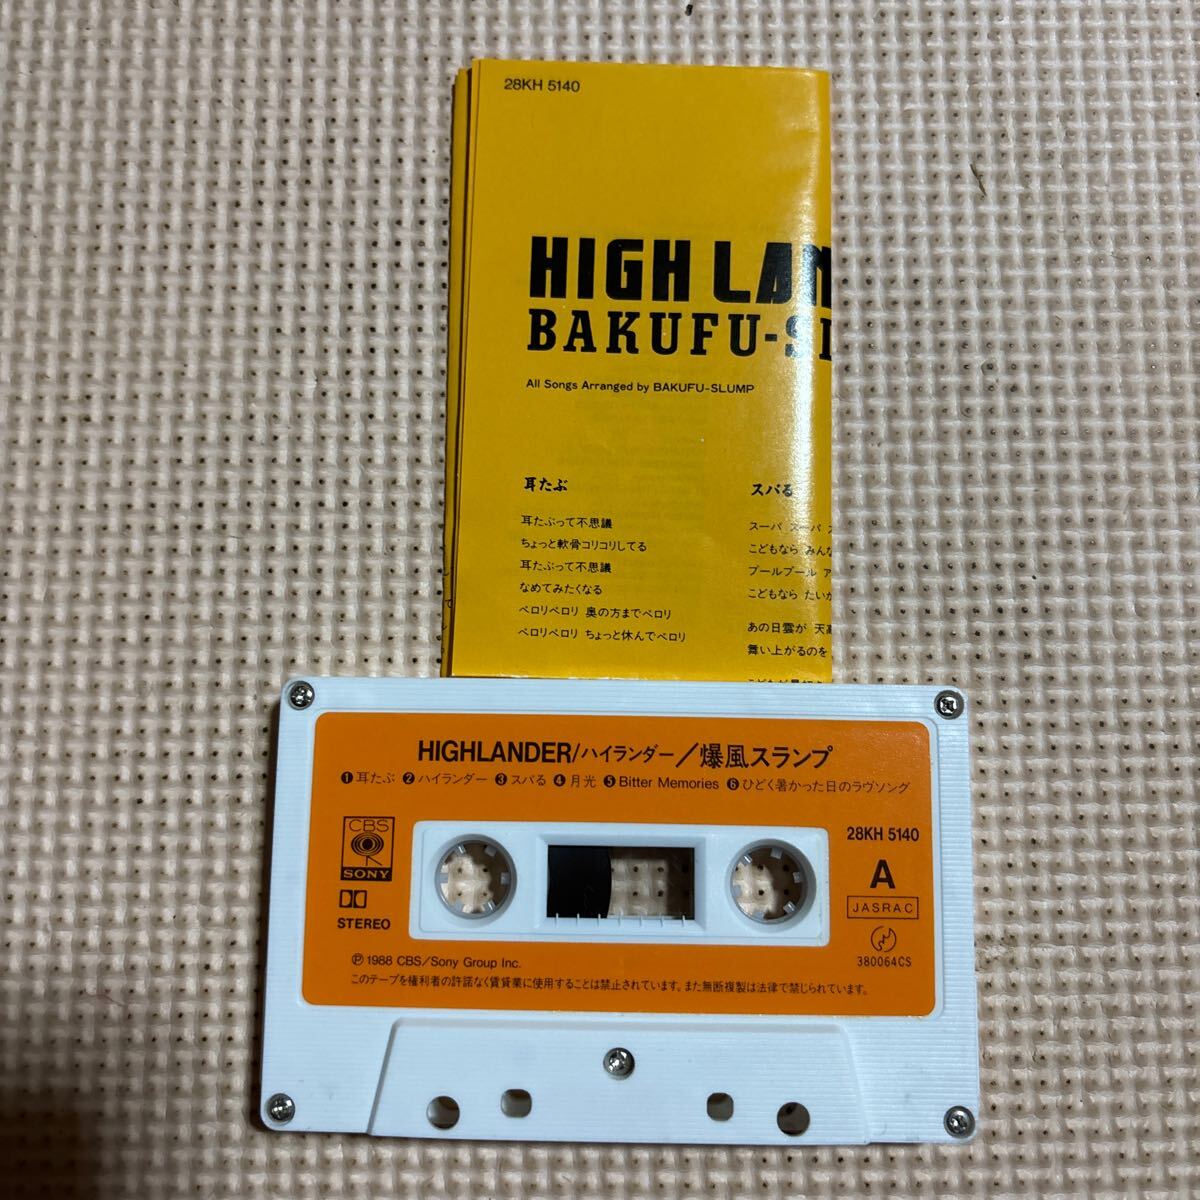 28KH 5140
HIGH LAN
BAKUFU-SL
All Songs Arranged by BAKUFU-SLUMP
耳たぶ
耳たぶって不思議
ちょっと軟骨コリコリしてる
耳たぶって不思議
なめてみたくなる
ペロリペロリ 奥の方までペロリ
ペロリペロリ ちょっと休んでペロリ
スバる
スーパ スーパ ス
こどもなら みんな
プールプール ア
こどもなら たいか
あの日雲が 天高
舞い上がるのを
HIGHLANDER/ハイランダー/爆風スランプ
❶耳たぶ ❷ハイランダー ❸スバる ❹月光 ❺Bitter Memories ❻ひどく暑かった日のラヴソング
CBS
SONY
STEREO
28KH 5140
A
JASRAC
380064CS
Ⓟ1988 CBS/Sony Group Inc.
このテープを権利者の許諾なく賃貸業に使用することは禁止されています。また無断複製は法律で禁じられています。